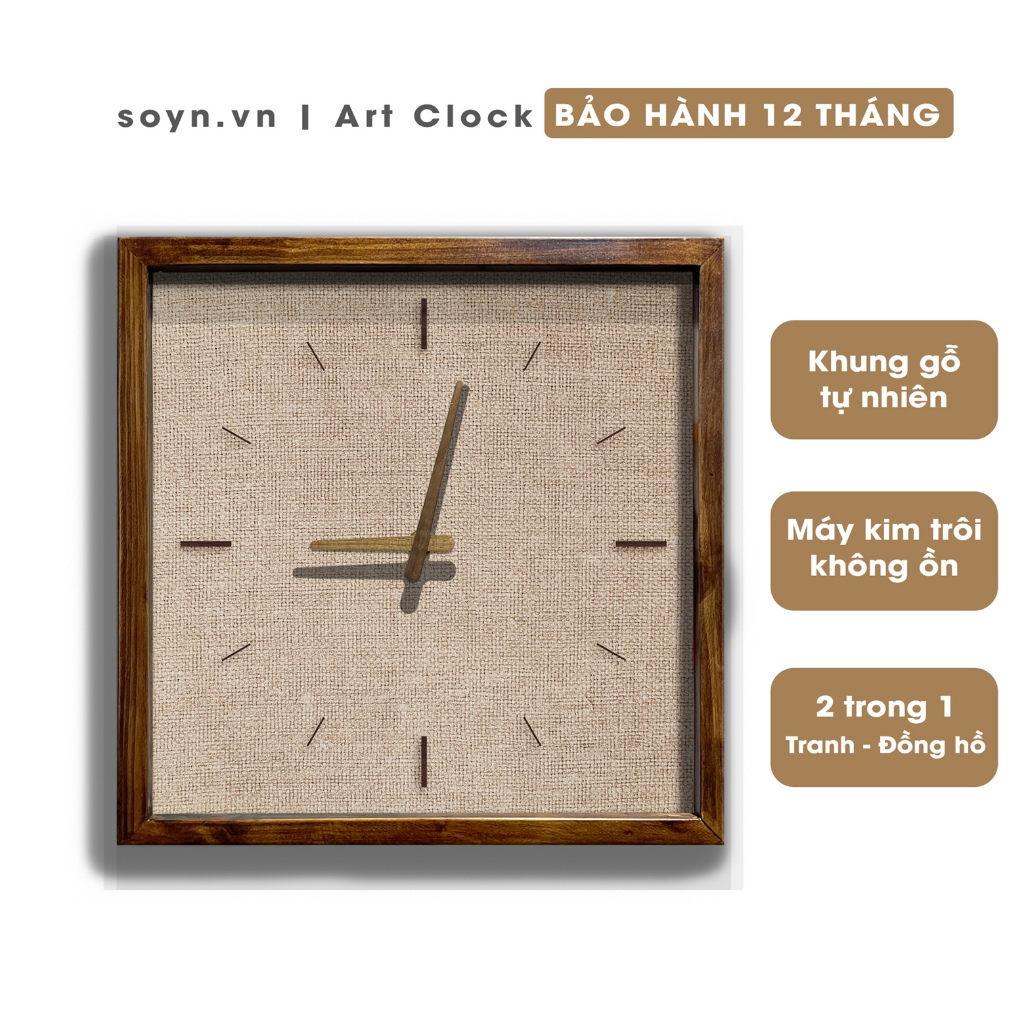 soyn.vn | Art Clock BẢO HÀNH 12 THÁNG
Khung gỗ
tự nhiên
Máy kim trôi
không ồn
2 trong 1
Tranh - Đồng hồ